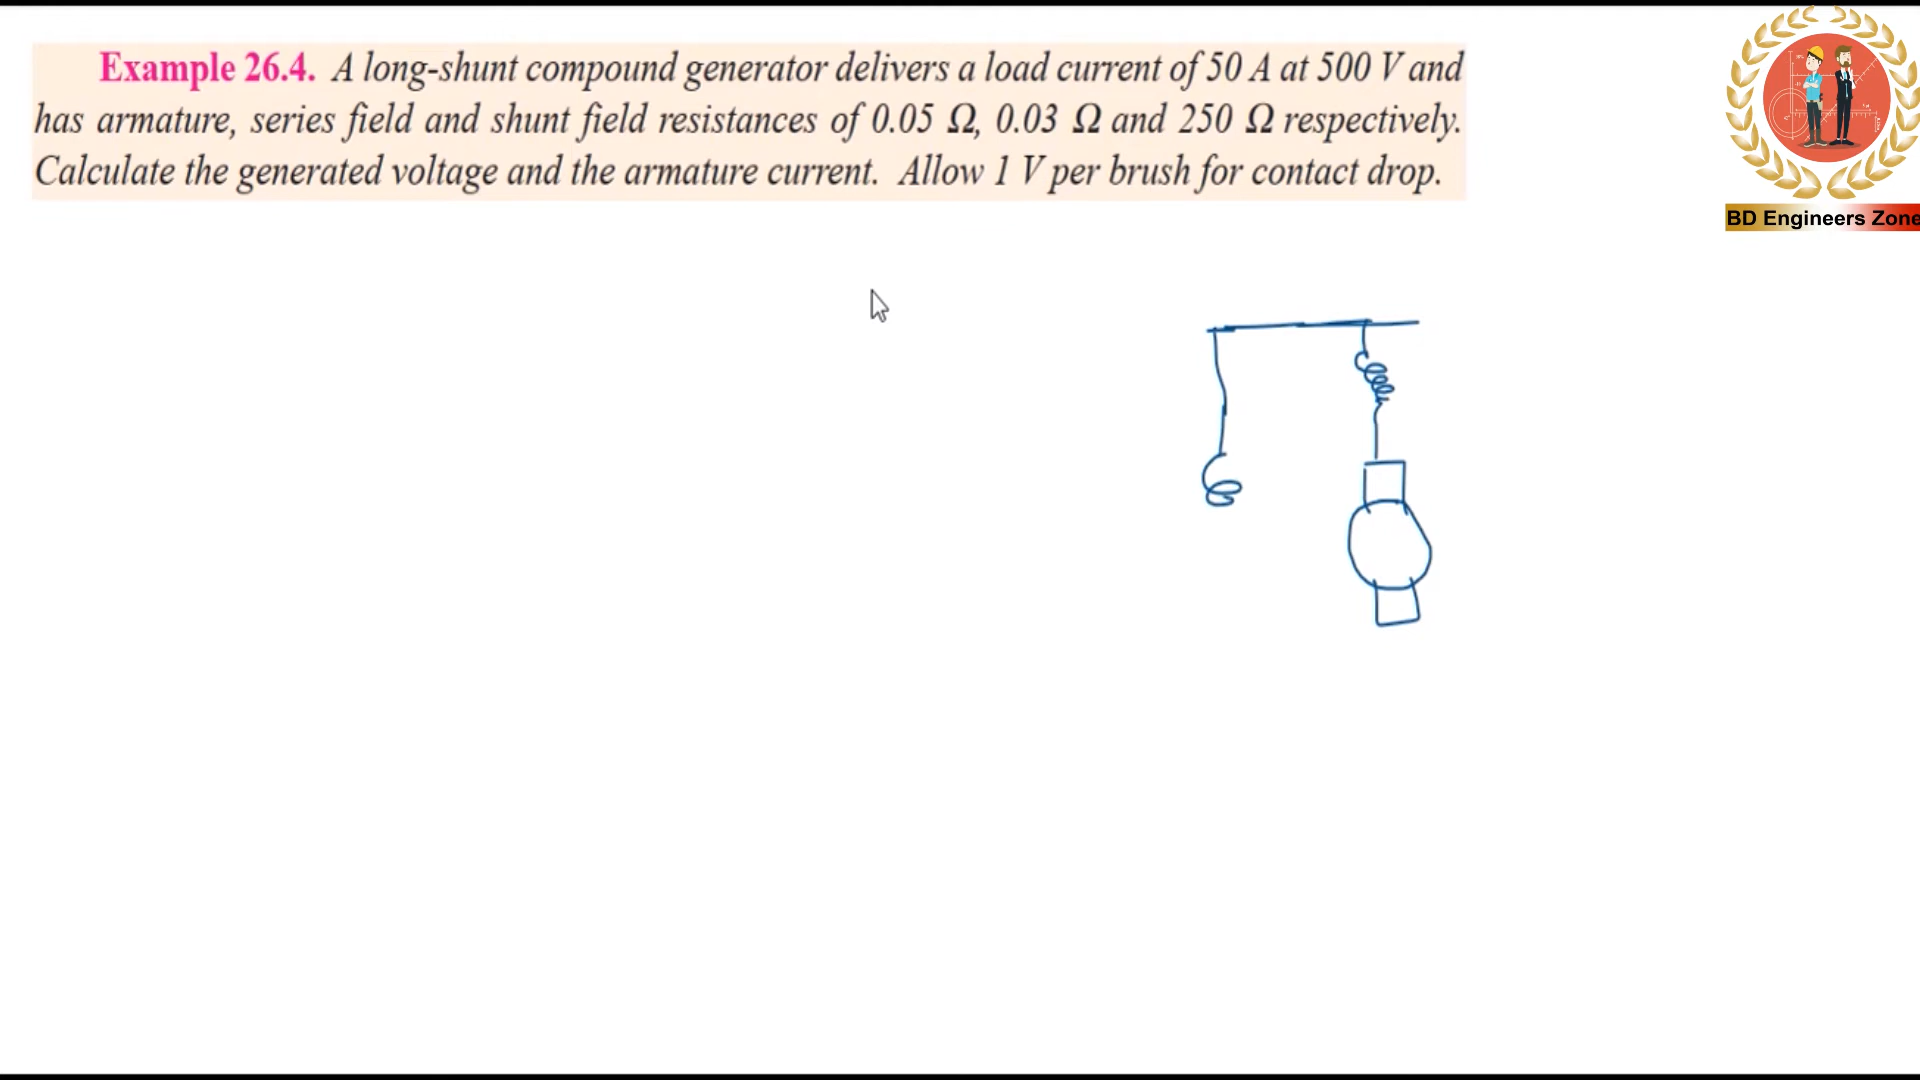 Example 26.4. A long-shunt compound generator delivers a load current of 50 A at 500 V and
has armature, series field and shunt field resistances of 0.05 Ω, 0.03 Ω and 250 Ω respectively.
Calculate the generated voltage and the armature current. Allow 1 V per brush for contact drop.
BD Engineers Zone